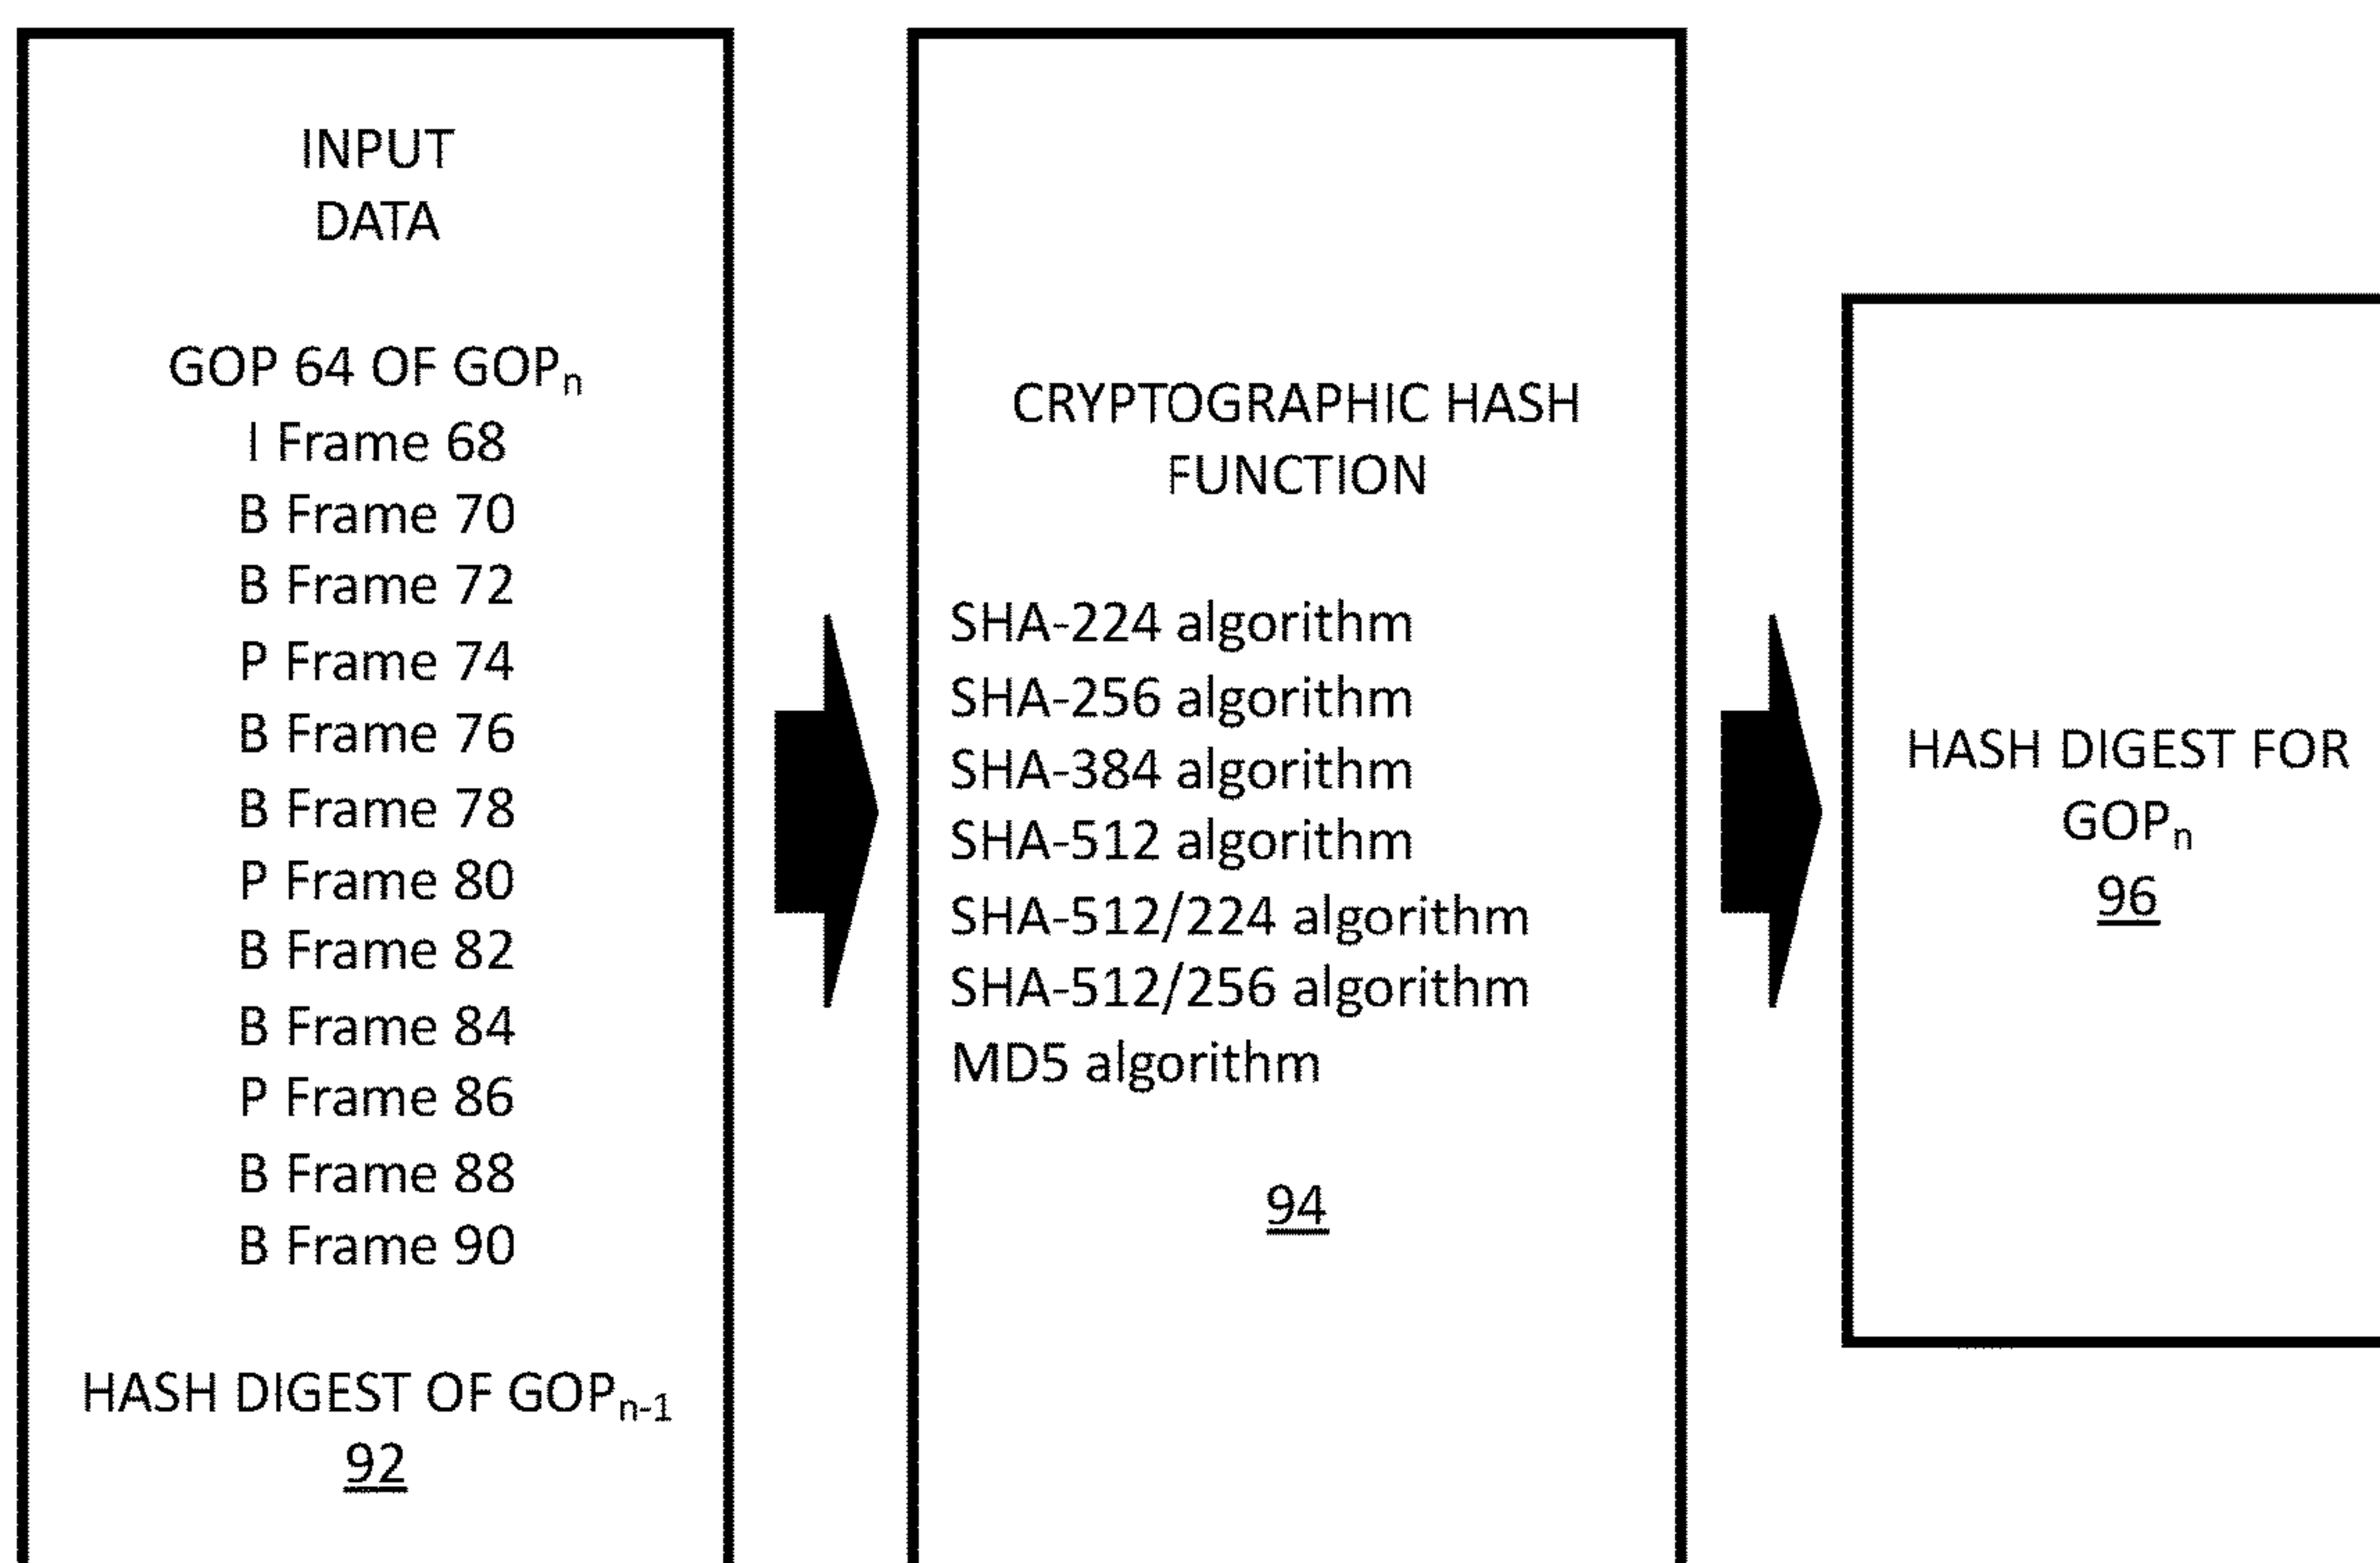 INPUT
DATA
GOP 64 OF GOPₙ
I Frame 68
B Frame 70
B Frame 72
P Frame 74
B Frame 76
B Frame 78
P Frame 80
B Frame 82
B Frame 84
P Frame 86
B Frame 88
B Frame 90
HASH DIGEST OF GOPₙ₋₁
92
CRYPTOGRAPHIC HASH
FUNCTION
SHA-224 algorithm
SHA-256 algorithm
SHA-384 algorithm
SHA-512 algorithm
SHA-512/224 algorithm
SHA-512/256 algorithm
MD5 algorithm
94
HASH DIGEST FOR
GOPₙ
96